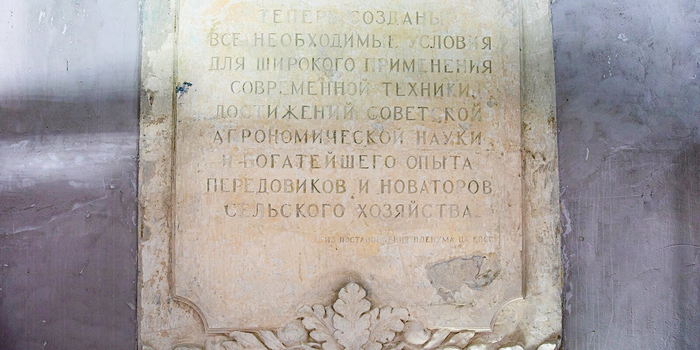 ТЕПЕРЬ СОЗДАНЫ
ВСЕ НЕОБХОДИМЫЕ УСЛОВИЯ
ДЛЯ ШИРОКОГО ПРИМЕНЕНИЯ
СОВРЕМЕННОЙ ТЕХНИКИ,
ДОСТИЖЕНИЙ СОВЕТСКОЙ
АГРОНОМИЧЕСКОЙ НАУКИ
И БОГАТЕЙШЕГО ОПЫТА
ПЕРЕДОВИКОВ И НОВАТОРОВ
СЕЛЬСКОГО ХОЗЯЙСТВА.
ИЗ ПОСТАНОВЛЕНИЯ ПЛЕНУМА ЦК КПСС